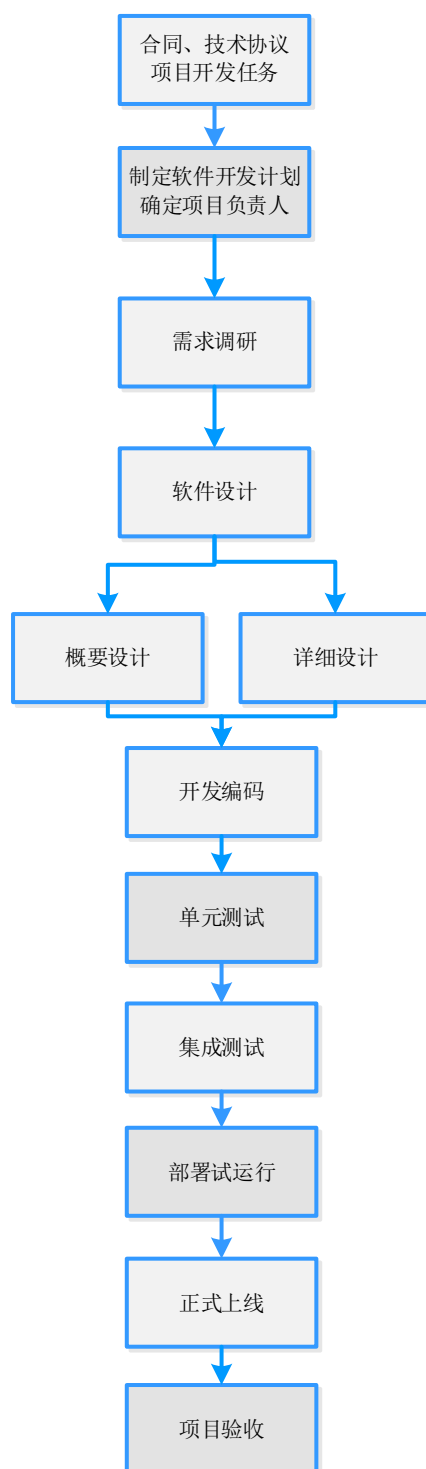 合同、技术协议
项目开发任务
制定软件开发计划
确定项目负责人
需求调研
软件设计
概要设计
详细设计
开发编码
单元测试
集成测试
部署试运行
正式上线
项目验收